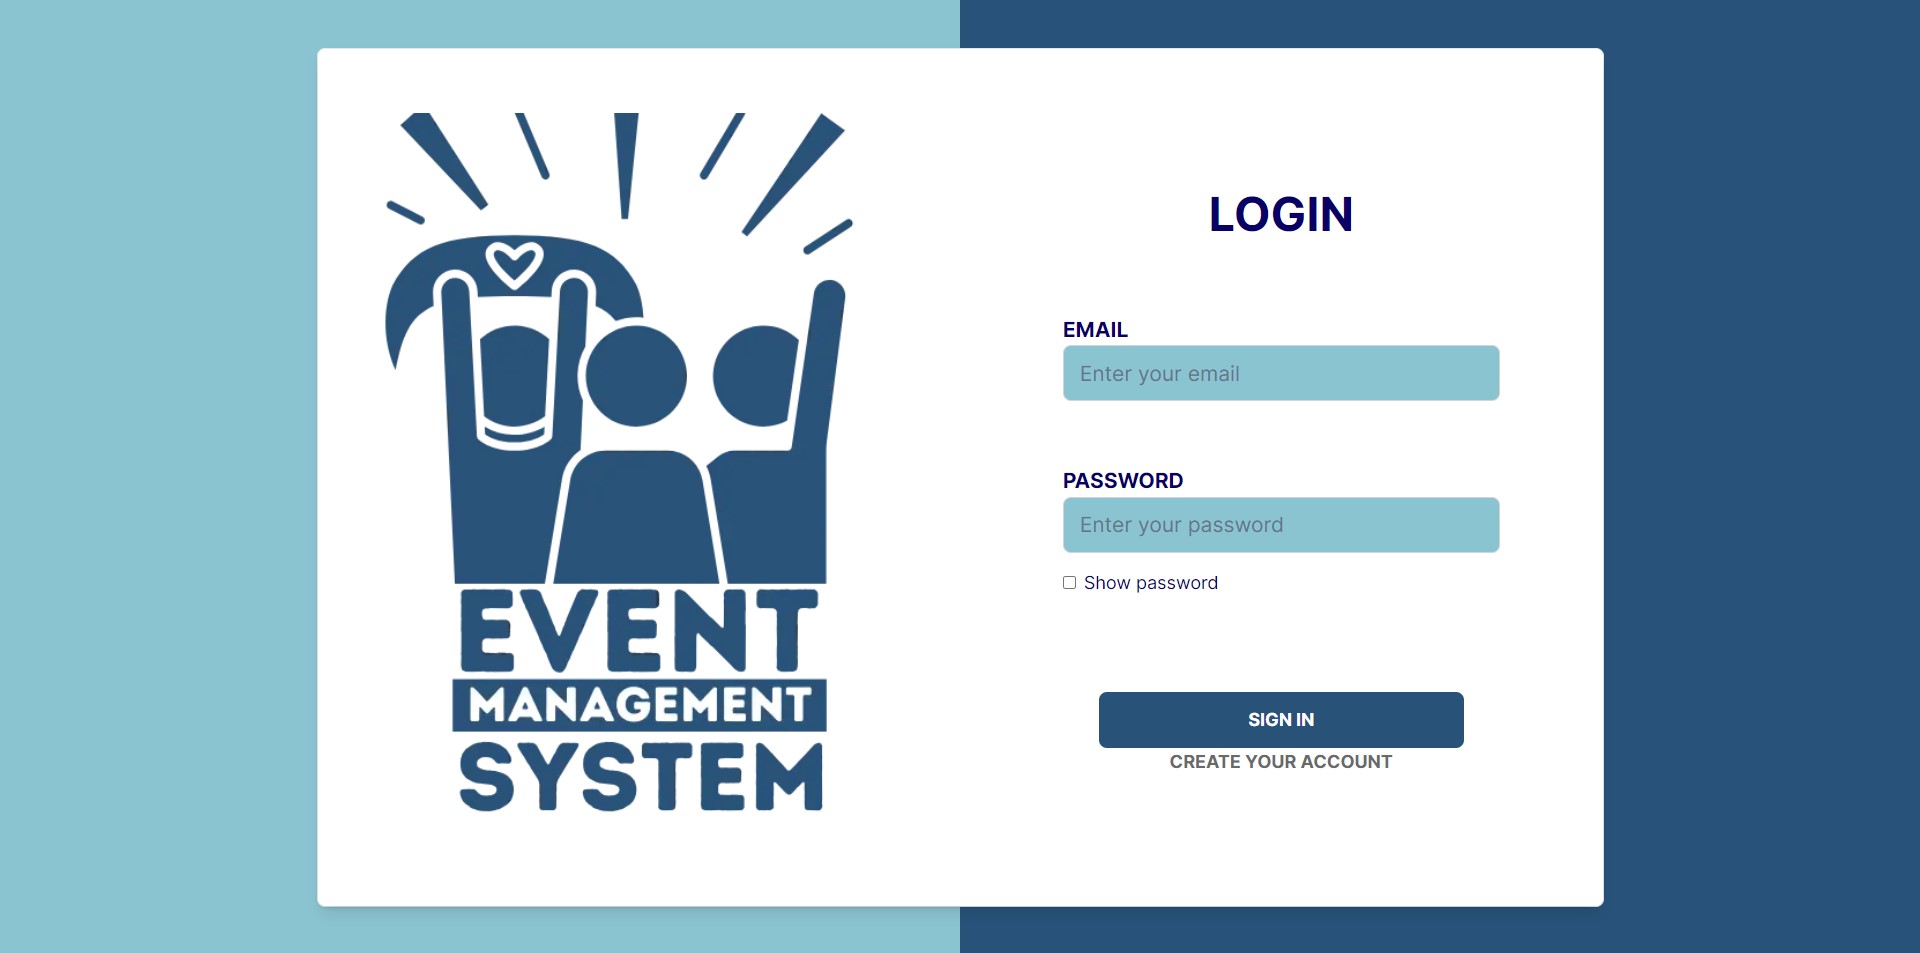 EVENT
MANAGEMENT
SYSTEM
LOGIN
EMAIL
Enter your email
PASSWORD
Enter your password
Show password
SIGN IN
CREATE YOUR ACCOUNT